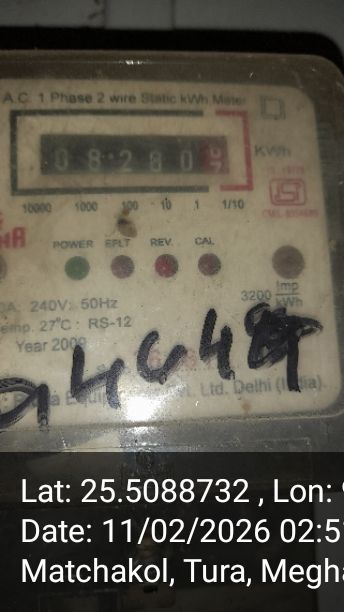 A.C. 1 Phase 2 wire Static kWh Meter
0 8 2 8 0
KWh
10000 1000 100 10 1 1/10
POWER EPLT REV. CAL
3200 Imp/kWh
240V: 50Hz
Temp. 27°C : RS-12
Year
Pvt. Ltd. Delhi (India).
Lat: 25.5088732 , Lon:
Date: 11/02/2026 02:5
Matchakol, Tura, Megha